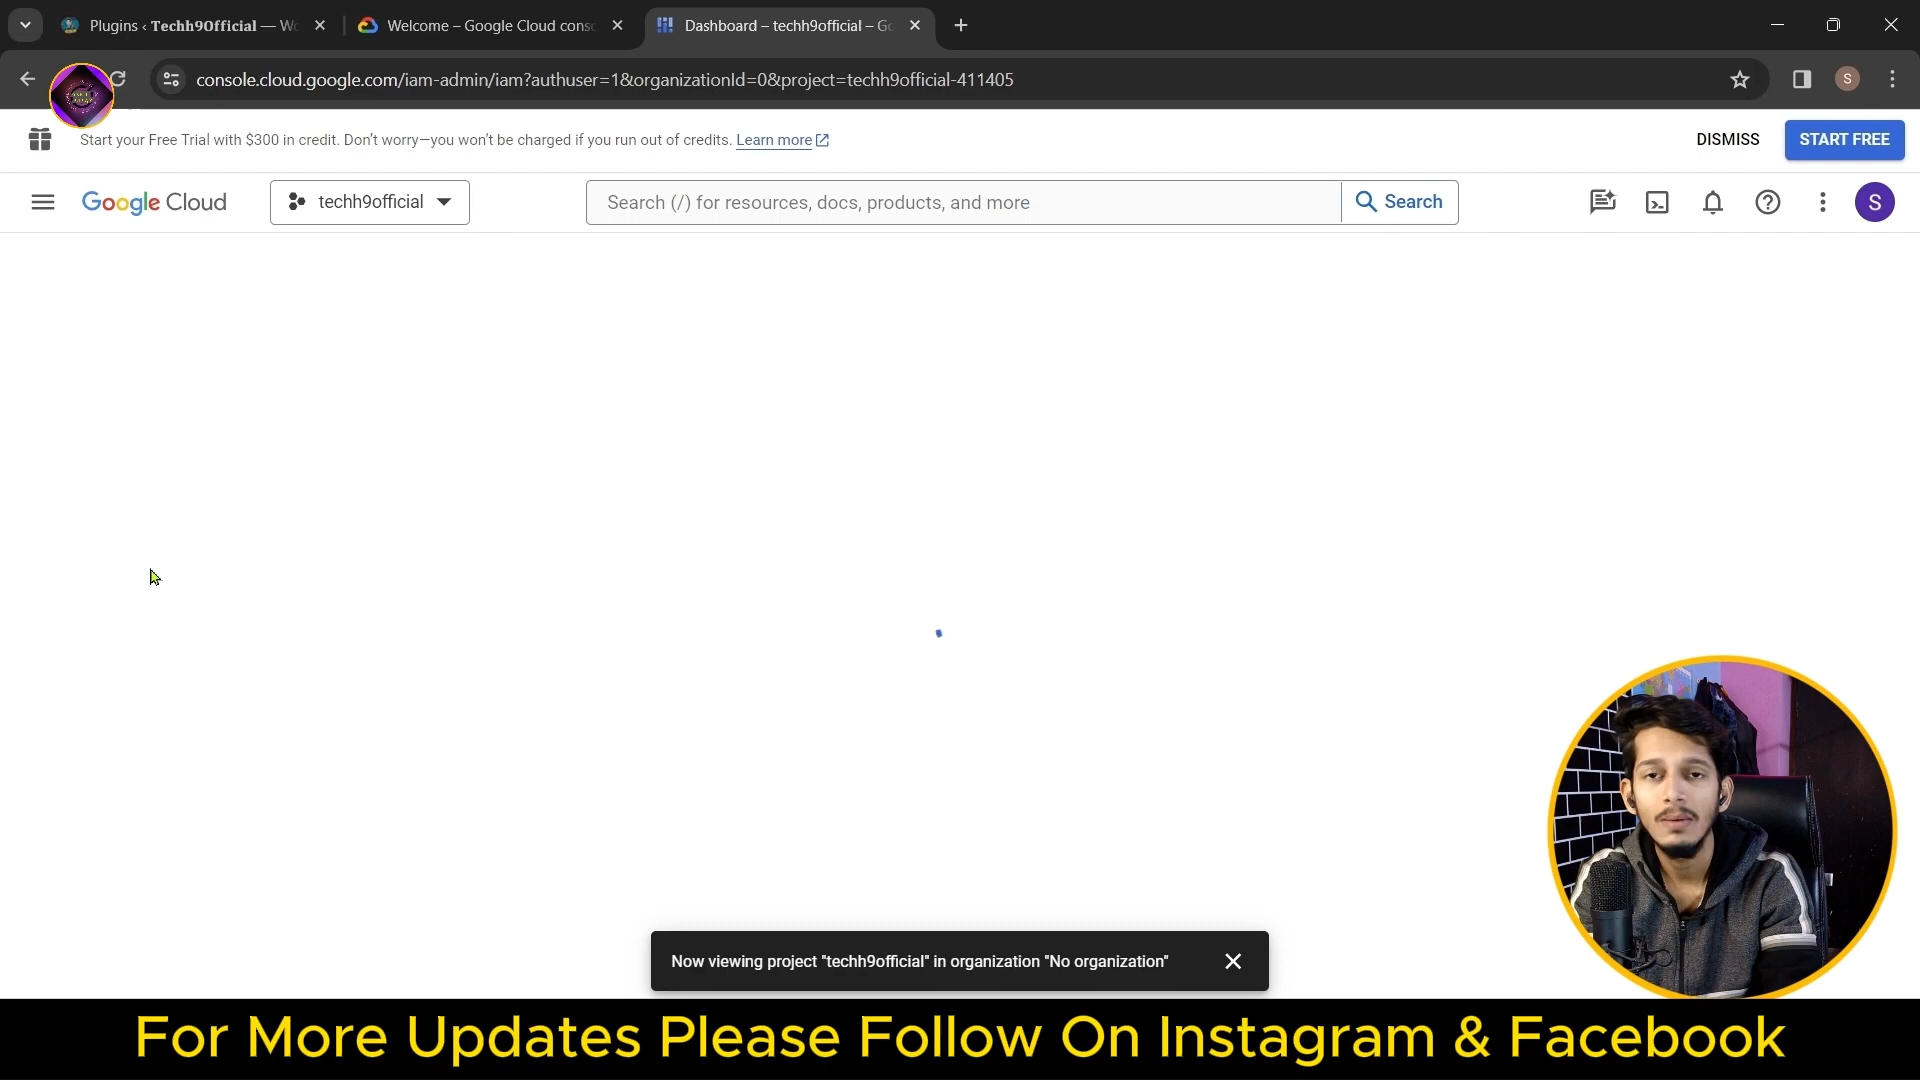 Plugins ‹ Techh9Official — Wo
Welcome – Google Cloud cons
Dashboard – techh9official – Go
console.cloud.google.com/iam-admin/iam?authuser=1&organizationId=0&project=techh9official-411405
S
Start your Free Trial with $300 in credit. Don't worry—you won't be charged if you run out of credits. Learn more
DISMISS
START FREE
Google Cloud
techh9official
Search (/) for resources, docs, products, and more
Search
S
Now viewing project "techh9official" in organization "No organization"
For More Updates Please Follow On Instagram & Facebook